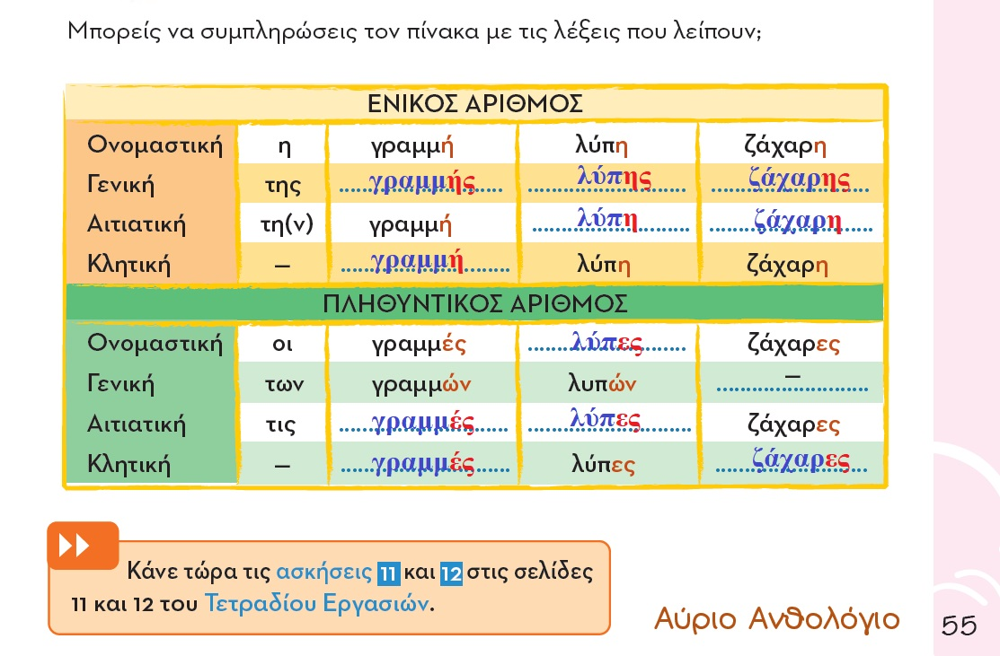 Μπορείς να συμπληρώσεις τον πίνακα με τις λέξεις που λείπουν;
ΕΝΙΚΟΣ ΑΡΙΘΜΟΣ
Ονομαστική η γραμμή λύπη ζάχαρη
Γενική της γραμμής λύπης ζάχαρης
Αιτιατική τη(ν) γραμμή λύπη ζάχαρη
Κλητική – γραμμή λύπη ζάχαρη
ΠΛΗΘΥΝΤΙΚΟΣ ΑΡΙΘΜΟΣ
Ονομαστική οι γραμμές λύπες ζάχαρες
Γενική των γραμμών λυπών –
Αιτιατική τις γραμμές λύπες ζάχαρες
Κλητική – γραμμές λύπες ζάχαρες
Κάνε τώρα τις ασκήσεις 11 και 12 στις σελίδες
11 και 12 του Τετραδίου Εργασιών.
Αύριο Ανθολόγιο
55